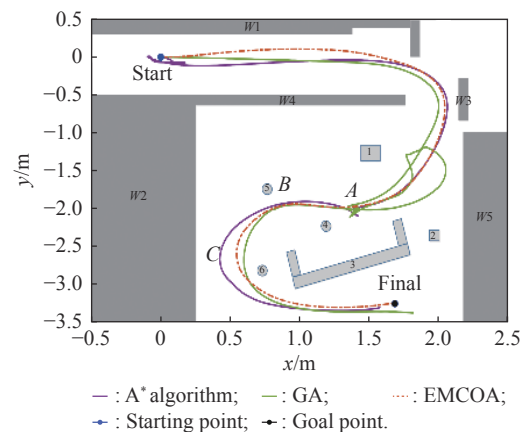 0.5
0
−0.5
−1.0
−1.5
−2.0
−2.5
−3.0
−3.5
y/m
W1
Start
W3
W4
1
W2
5
B
A
W5
4
2
C
3
6
Final
−0.5 0 0.5 1.0 1.5 2.0 2.5
x/m
: A* algorithm; : GA; : EMCOA;
: Starting point; : Goal point.